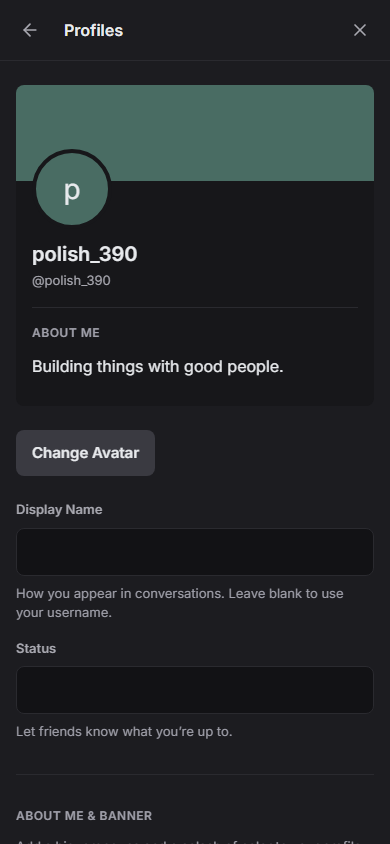 Profiles
p
polish_390
@polish_390
ABOUT ME
Building things with good people.
Change Avatar
Display Name
How you appear in conversations. Leave blank to use
your username.
Status
Let friends know what you’re up to.
ABOUT ME & BANNER